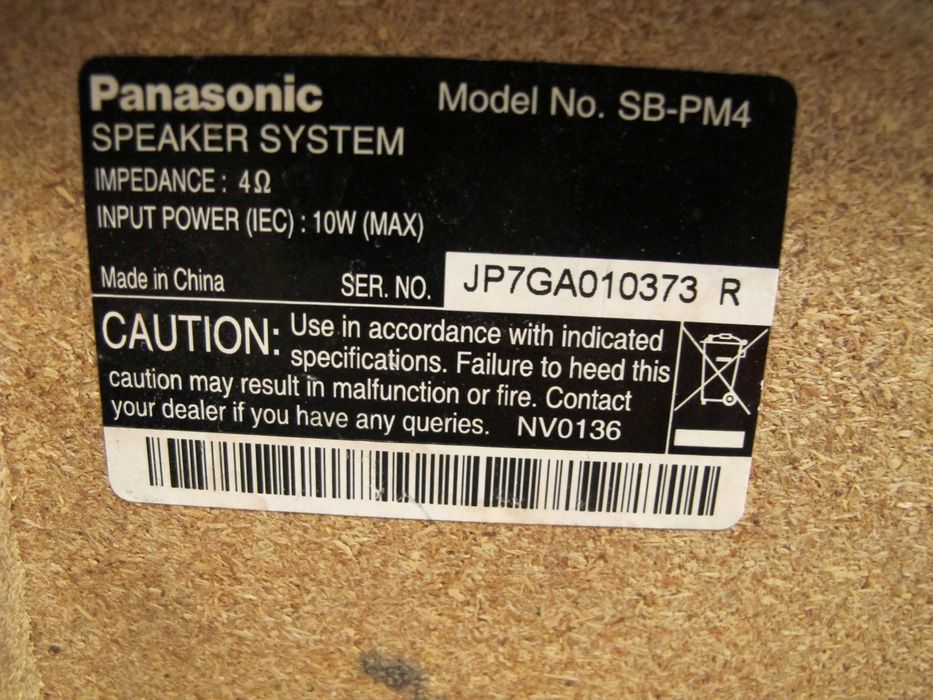 Panasonic Model No. SB-PM4
SPEAKER SYSTEM
IMPEDANCE : 4Ω
INPUT POWER (IEC) : 10W (MAX)
Made in China SER. NO. JP7GA010373 R
CAUTION: Use in accordance with indicated
specifications. Failure to heed this
caution may result in malfunction or fire. Contact
your dealer if you have any queries. NV0136